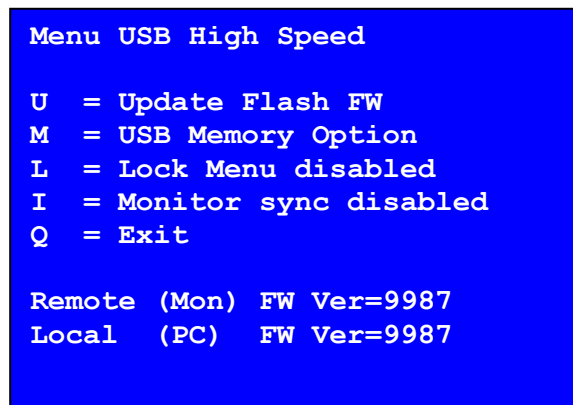 Menu USB High Speed
U = Update Flash FW
M = USB Memory Option
L = Lock Menu disabled
I = Monitor sync disabled
Q = Exit
Remote (Mon) FW Ver=9987
Local (PC) FW Ver=9987